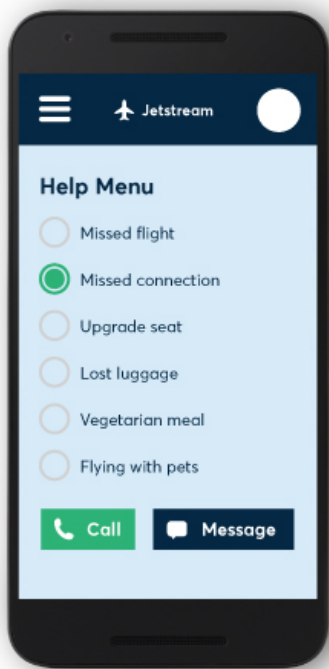 Jetstream
Help Menu
Missed flight
Missed connection
Upgrade seat
Lost luggage
Vegetarian meal
Flying with pets
Call Message